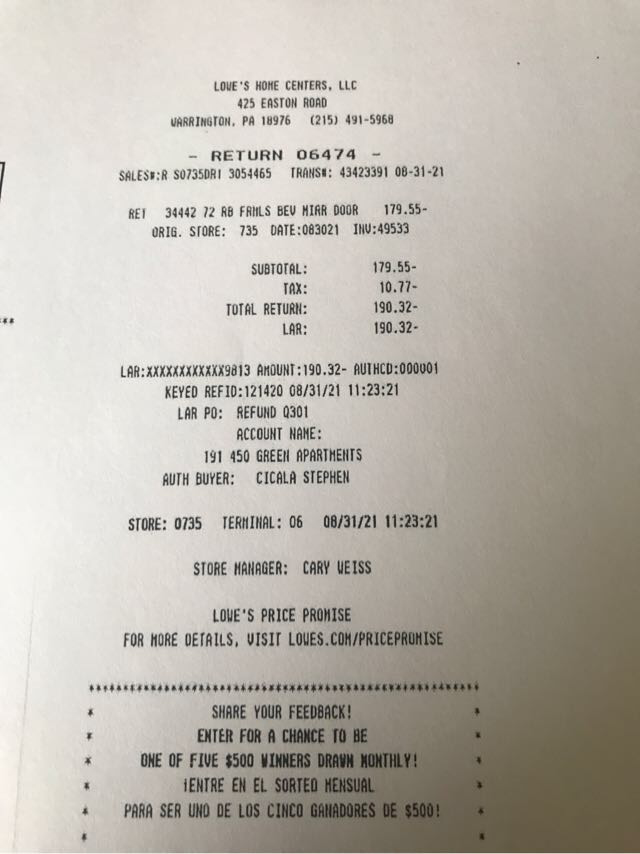 LOWE'S HOME CENTERS, LLC
425 EASTON ROAD
WARRINGTON, PA 18976 (215) 491-5968
- RETURN 06474 -
SALES#:R S0735DR1 3054465 TRANS#: 43423391 08-31-21
RET 34442 72 RB FRMLS BEV MIRR DOOR 179.55-
ORIG. STORE: 735 DATE:083021 INV:49533
SUBTOTAL: 179.55-
TAX: 10.77-
TOTAL RETURN: 190.32-
LAR: 190.32-
LAR:XXXXXXXXXXXX9813 AMOUNT:190.32- AUTHCD:000001
KEYED REFID:121420 08/31/21 11:23:21
LAR PO: REFUND Q301
ACCOUNT NAME:
191 450 GREEN APARTMENTS
AUTH BUYER: CICALA STEPHEN
STORE: 0735 TERMINAL: 06 08/31/21 11:23:21
STORE MANAGER: CARY WEISS
LOWE'S PRICE PROMISE
FOR MORE DETAILS, VISIT LOWES.COM/PRICEPROMISE
***************************************************
* SHARE YOUR FEEDBACK! *
* ENTER FOR A CHANCE TO BE *
* ONE OF FIVE $500 WINNERS DRAWN MONTHLY! *
* ¡ENTRE EN EL SORTEO MENSUAL *
* PARA SER UNO DE LOS CINCO GANADORES DE $500! *
* *